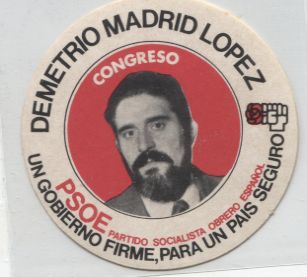 DEMETRIO MADRID LOPEZ
CONGRESO
PSOE
PARTIDO SOCIALISTA OBRERO ESPAÑOL
UN GOBIERNO FIRME, PARA UN PAIS SEGURO